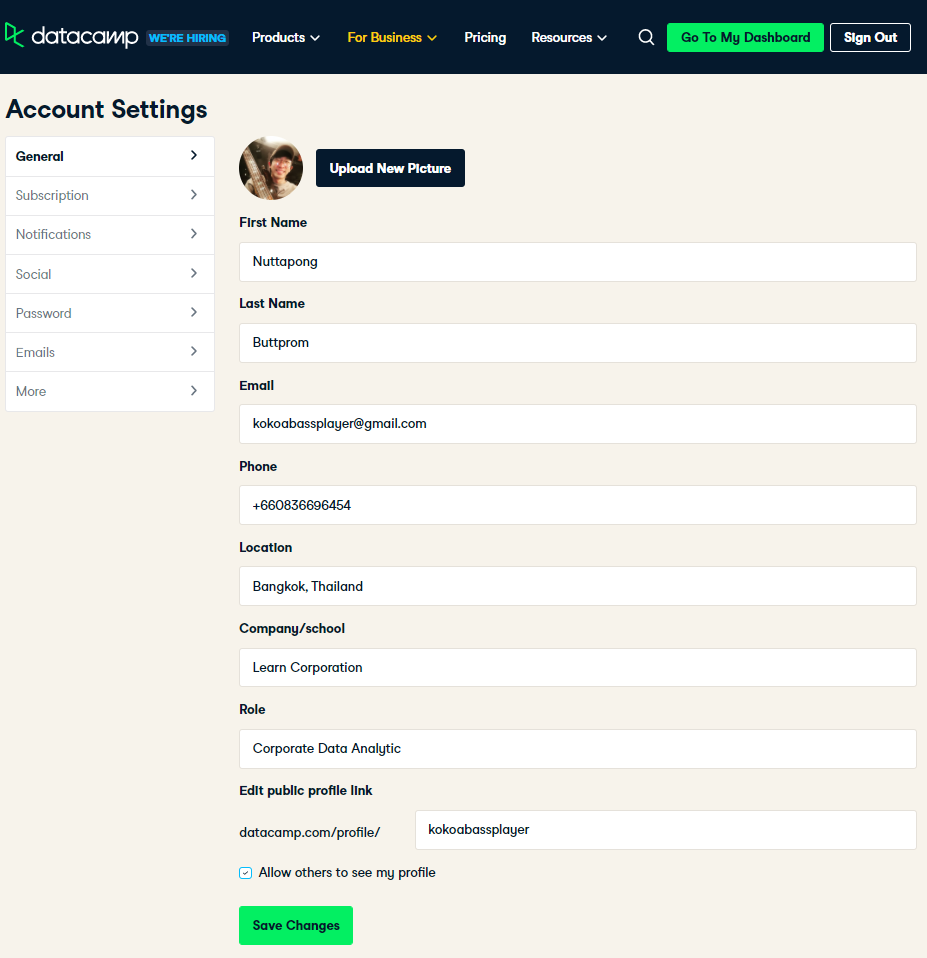 datacamp WE'RE HIRING Products For Business Pricing Resources Go To My Dashboard Sign Out
Account Settings
General
Subscription
Notifications
Social
Password
Emails
More
Upload New Picture
First Name
Nuttapong
Last Name
Buttprom
Email
kokoabassplayer@gmail.com
Phone
+660836696454
Location
Bangkok, Thailand
Company/school
Learn Corporation
Role
Corporate Data Analytic
Edit public profile link
datacamp.com/profile/ kokoabassplayer
Allow others to see my profile
Save Changes